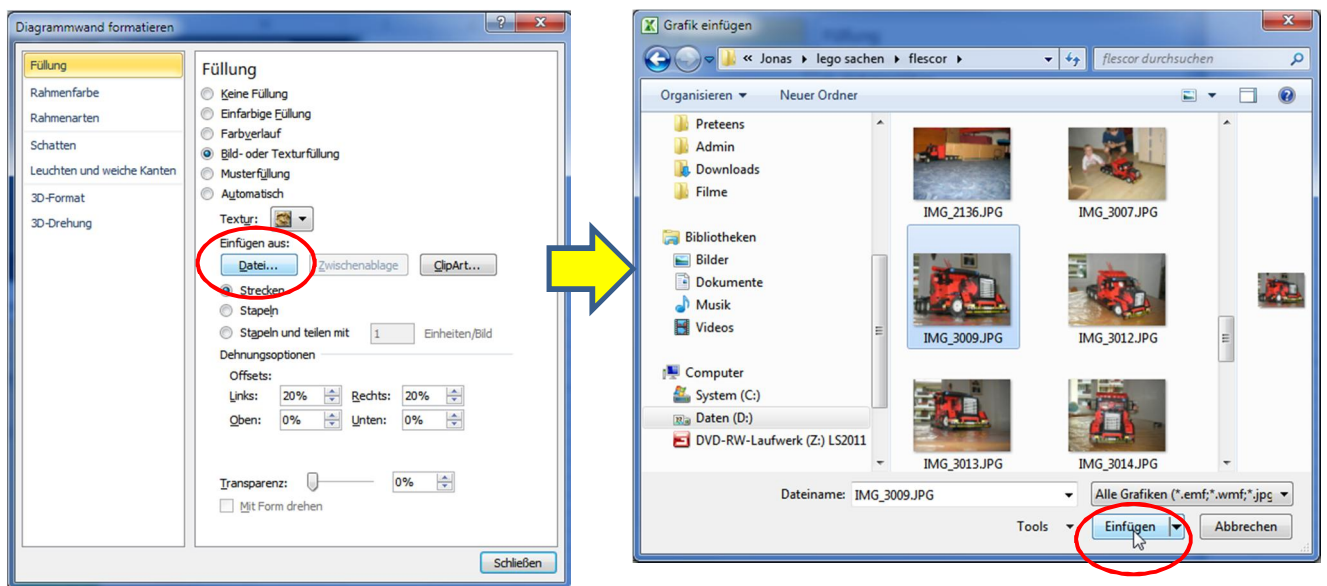 Diagrammwand formatieren
Füllung
Rahmenfarbe
Rahmenarten
Schatten
Leuchten und weiche Kanten
3D-Format
3D-Drehung
Füllung
Keine Füllung
Einfarbige Füllung
Farbverlauf
Bild- oder Texturfüllung
Musterfüllung
Automatisch
Textur:
Einfügen aus:
Datei... Zwischenablage ClipArt...
Strecken
Stapeln
Stapeln und teilen mit 1 Einheiten/Bild
Dehnungsoptionen
Offsets:
Links: 20% Rechts: 20%
Oben: 0% Unten: 0%
Transparenz: 0%
Mit Form drehen
Schließen
Grafik einfügen
« Jonas lego sachen flescor
flescor durchsuchen
Organisieren Neuer Ordner
Preteens
Admin
Downloads
Filme
Bibliotheken
Bilder
Dokumente
Musik
Videos
Computer
System (C:)
Daten (D:)
DVD-RW-Laufwerk (Z:) LS2011
IMG_2136.JPG IMG_3007.JPG
IMG_3009.JPG IMG_3012.JPG
IMG_3013.JPG IMG_3014.JPG
Dateiname: IMG_3009.JPG Alle Grafiken (*.emf;*.wmf;*.jpg
Tools Einfügen Abbrechen